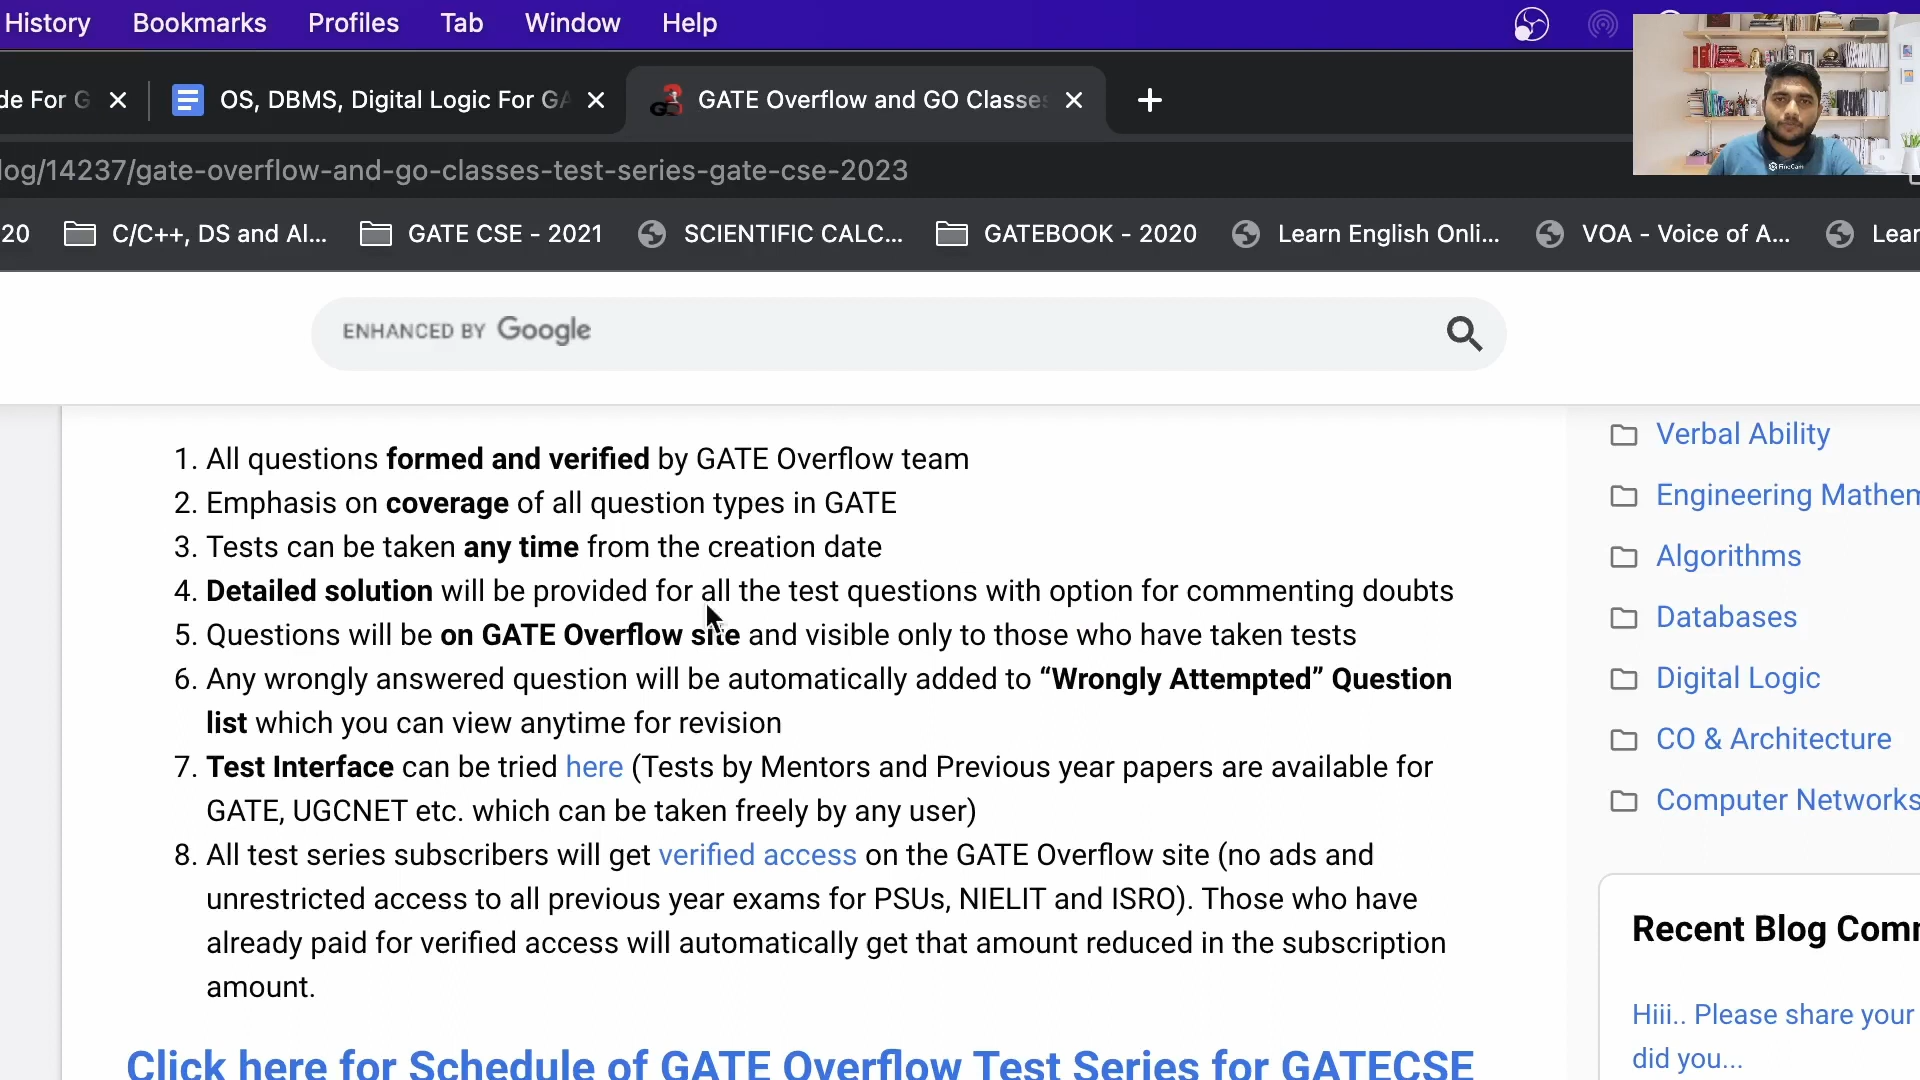 History Bookmarks Profiles Tab Window Help
de For G OS, DBMS, Digital Logic For GA GATE Overflow and GO Classes
log/14237/gate-overflow-and-go-classes-test-series-gate-cse-2023
20 C/C++, DS and Al... GATE CSE - 2021 SCIENTIFIC CALC... GATEBOOK - 2020 Learn English Onli... VOA - Voice of A... Lear
FineCam
ENHANCED BY Google
1. All questions formed and verified by GATE Overflow team
2. Emphasis on coverage of all question types in GATE
3. Tests can be taken any time from the creation date
4. Detailed solution will be provided for all the test questions with option for commenting doubts
5. Questions will be on GATE Overflow site and visible only to those who have taken tests
6. Any wrongly answered question will be automatically added to “Wrongly Attempted” Question
list which you can view anytime for revision
7. Test Interface can be tried here (Tests by Mentors and Previous year papers are available for
GATE, UGCNET etc. which can be taken freely by any user)
8. All test series subscribers will get verified access on the GATE Overflow site (no ads and
unrestricted access to all previous year exams for PSUs, NIELIT and ISRO). Those who have
already paid for verified access will automatically get that amount reduced in the subscription
amount.
Click here for Schedule of GATE Overflow Test Series for GATECSE
Verbal Ability
Engineering Mathem
Algorithms
Databases
Digital Logic
CO & Architecture
Computer Networks
Recent Blog Comm
Hiii.. Please share your
did you...